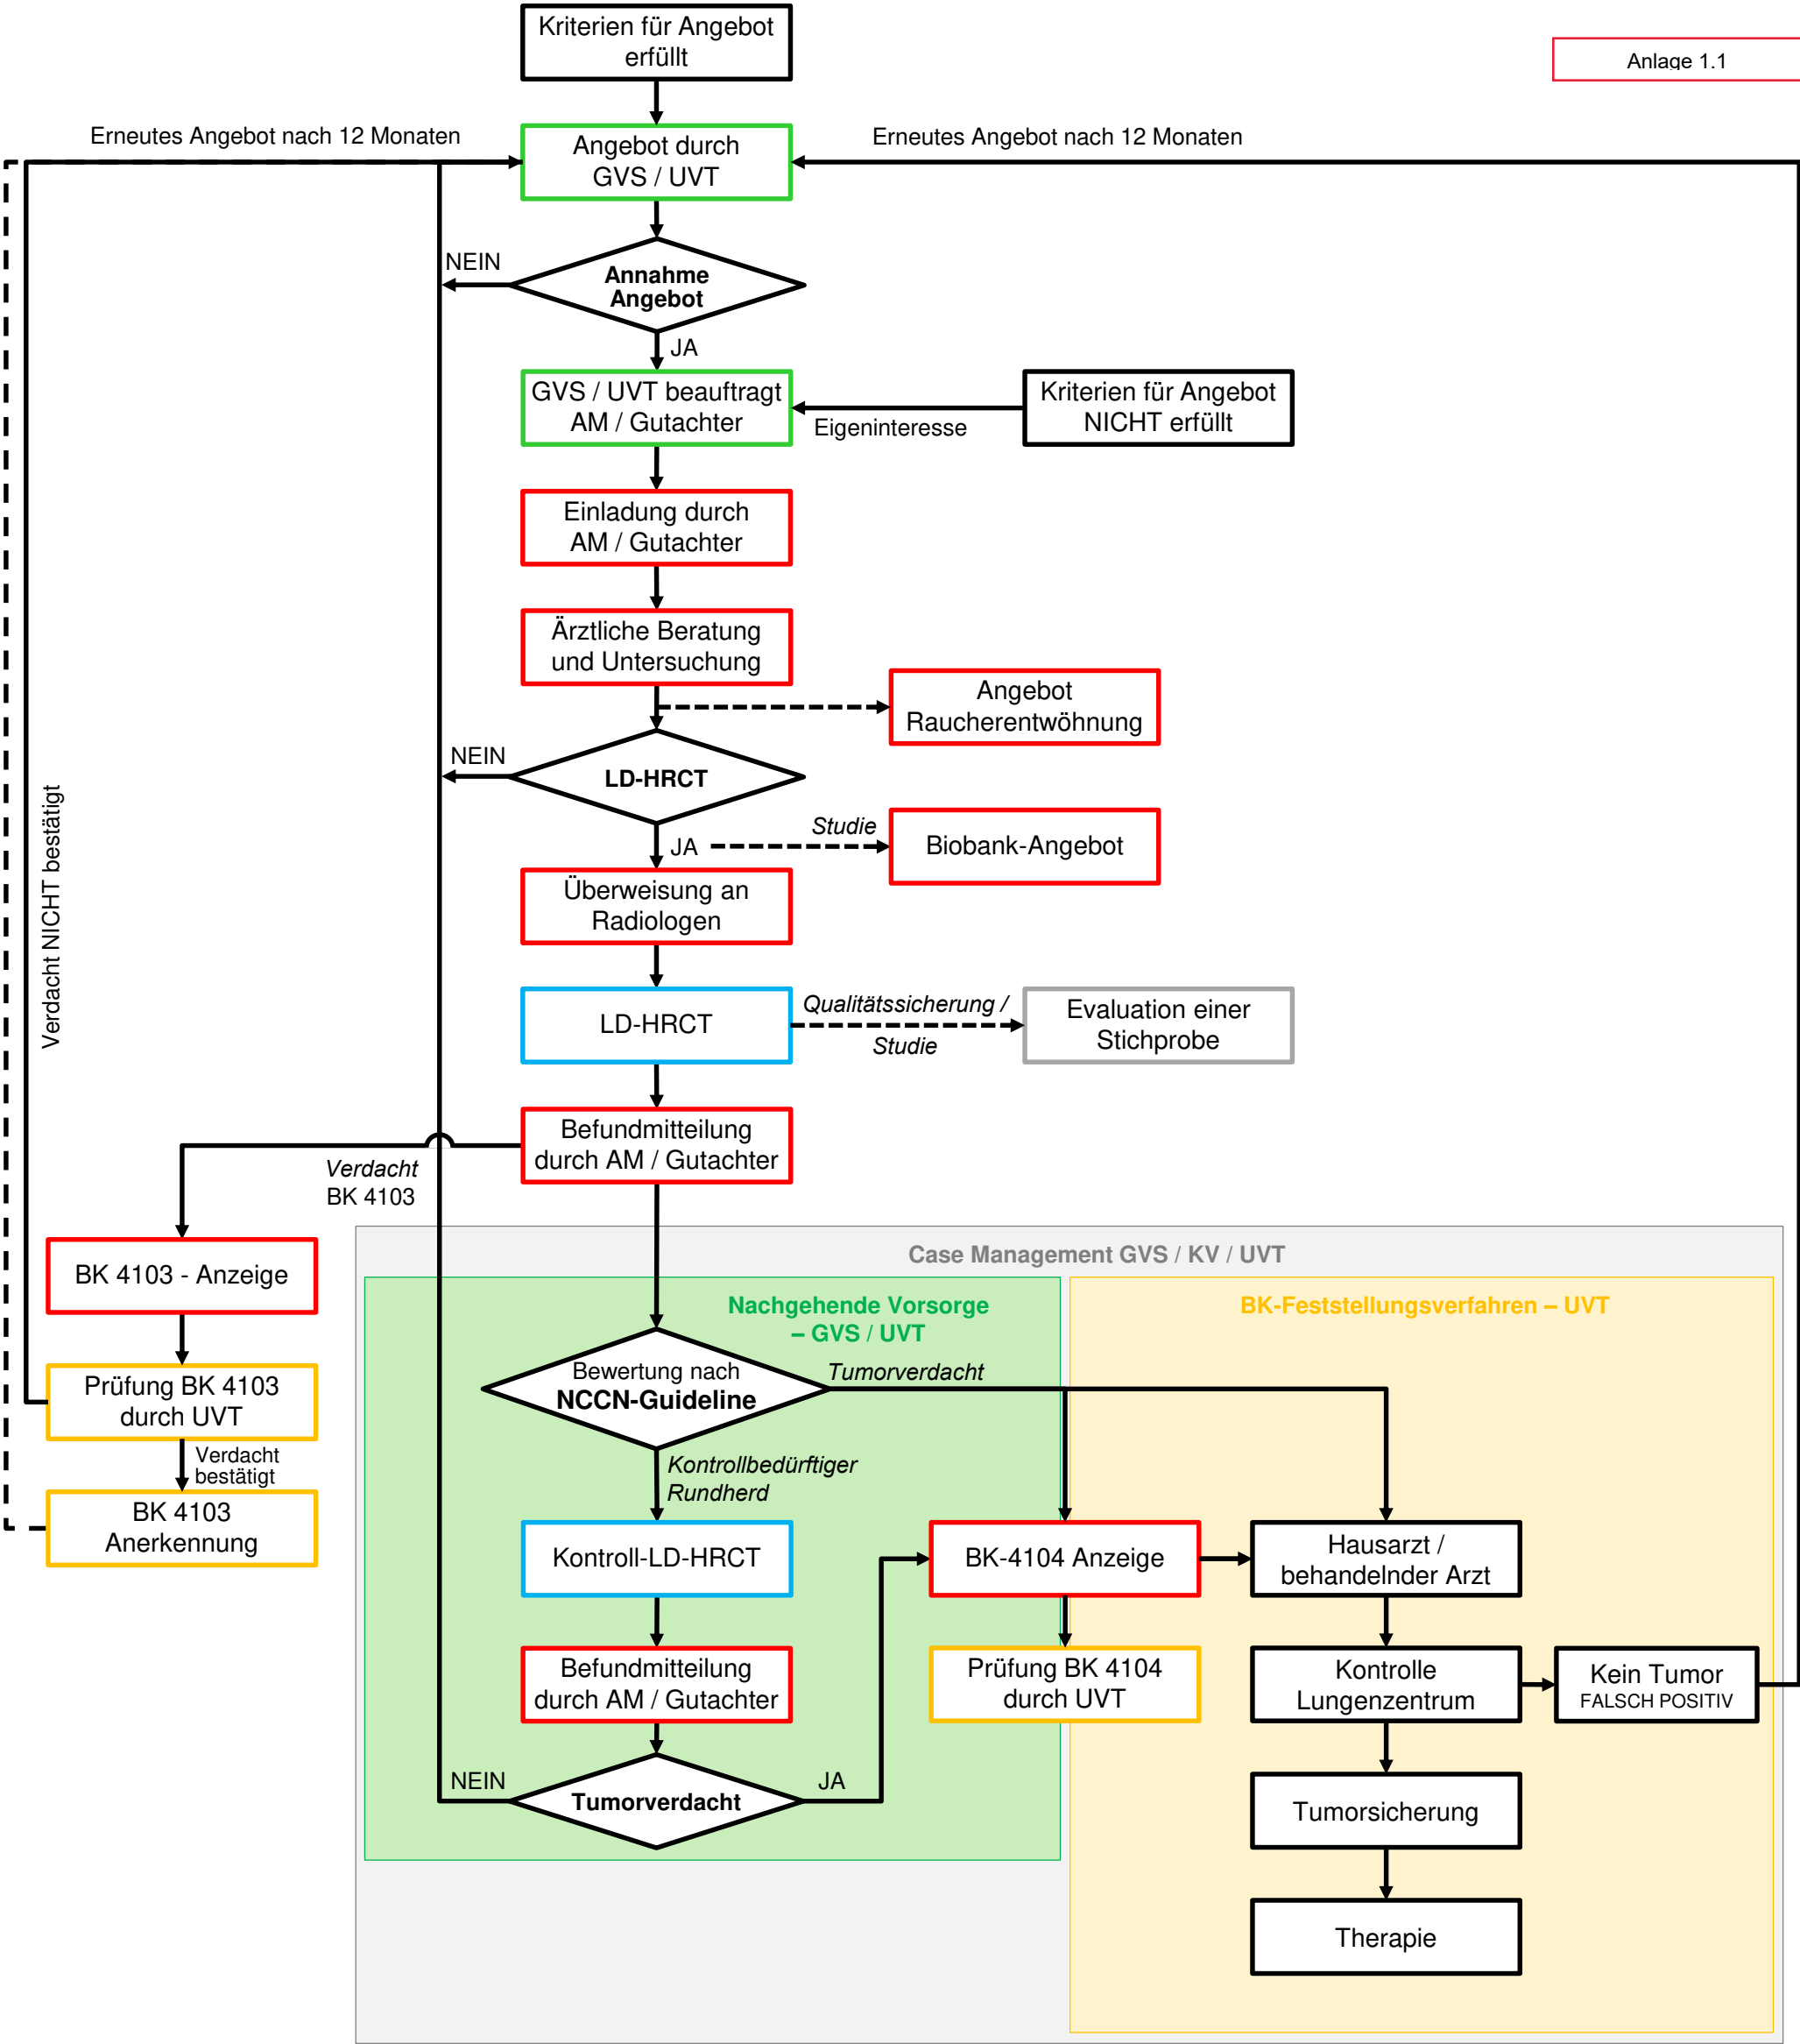 Kriterien für Angebot
erfüllt
Anlage 1.1
Erneutes Angebot nach 12 Monaten
Angebot durch
GVS / UVT
Erneutes Angebot nach 12 Monaten
NEIN
Annahme
Angebot
JA
GVS / UVT beauftragt
AM / Gutachter
Eigeninteresse
Kriterien für Angebot
NICHT erfüllt
Einladung durch
AM / Gutachter
Ärztliche Beratung
und Untersuchung
Angebot
Raucherentwöhnung
NEIN
LD-HRCT
JA
Studie
Biobank-Angebot
Überweisung an
Radiologen
Verdacht NICHT bestätigt
LD-HRCT
Qualitätssicherung /
Studie
Evaluation einer
Stichprobe
Befundmitteilung
durch AM / Gutachter
Verdacht
BK 4103
BK 4103 - Anzeige
Prüfung BK 4103
durch UVT
Verdacht
bestätigt
BK 4103
Anerkennung
Case Management GVS / KV / UVT
Nachgehende Vorsorge
– GVS / UVT
BK-Feststellungsverfahren – UVT
Bewertung nach
NCCN-Guideline
Tumorverdacht
Kontrollbedürftiger
Rundherd
Kontroll-LD-HRCT
BK-4104 Anzeige
Hausarzt /
behandelnder Arzt
Befundmitteilung
durch AM / Gutachter
Prüfung BK 4104
durch UVT
Kontrolle
Lungenzentrum
Kein Tumor
FALSCH POSITIV
NEIN
Tumorverdacht
JA
Tumorsicherung
Therapie